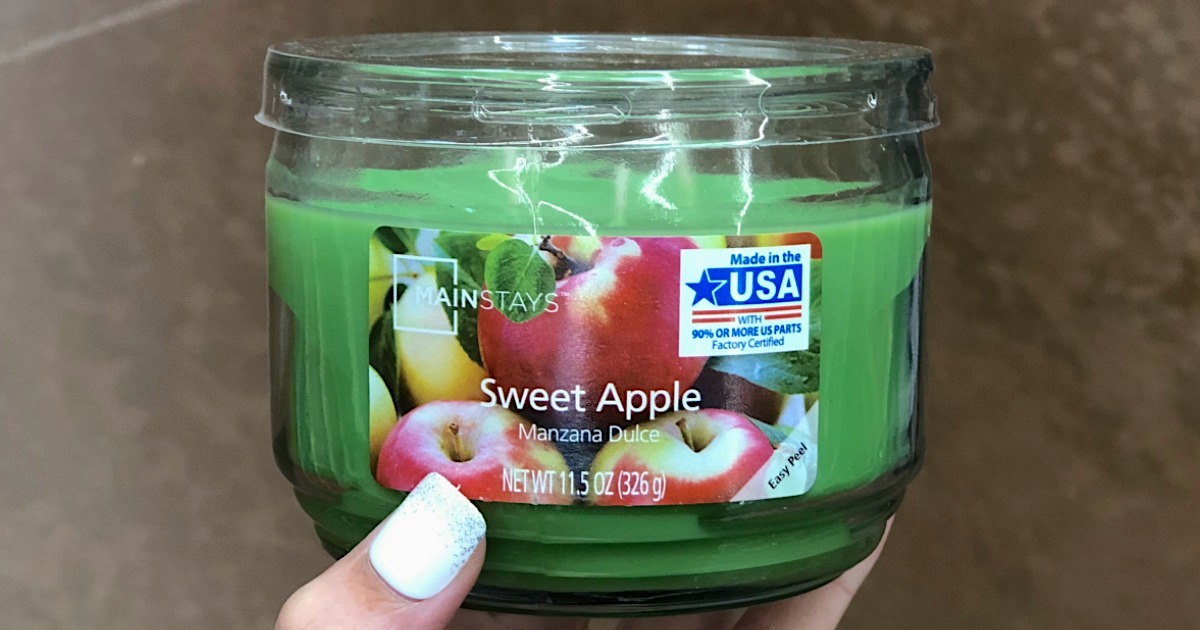 MAINSTAYS™
Made in the
USA
WITH
90% OR MORE US PARTS
Factory Certified
Sweet Apple
Manzana Dulce
NET WT 11.5 OZ (326 g)
Easy Peel